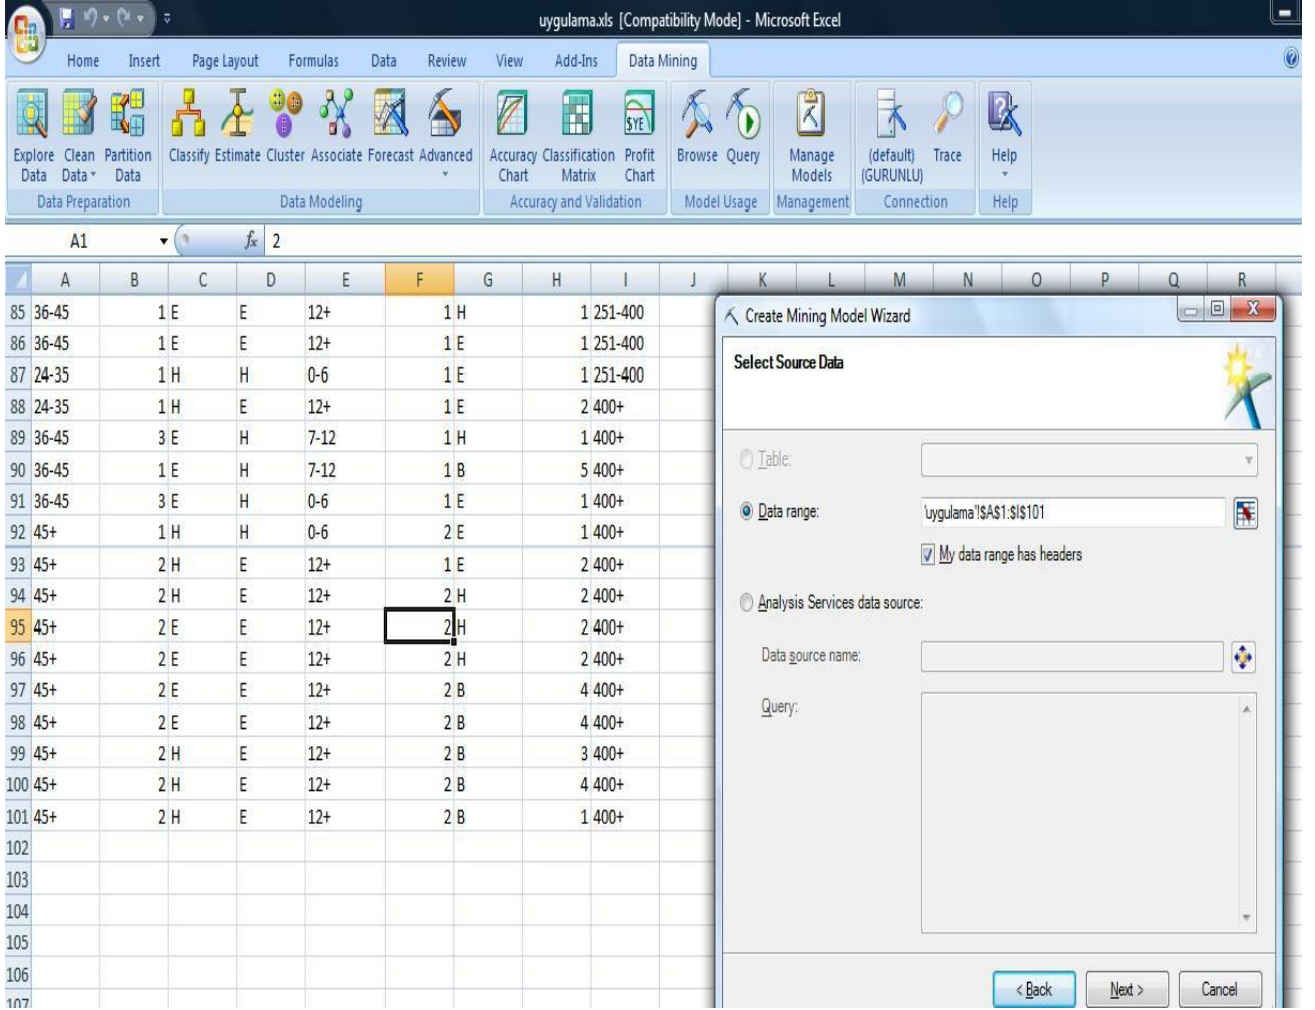 uygulama.xls [Compatibility Mode] - Microsoft Excel
Home Insert Page Layout Formulas Data Review View Add-Ins Data Mining
Explore Data Clean Data Partition Data Classify Estimate Cluster Associate Forecast Advanced Accuracy Chart Classification Matrix Profit Chart Browse Query Manage Models (default) (GURUNLU) Trace Help
Data Preparation Data Modeling Accuracy and Validation Model Usage Management Connection Help
A1 fx 2
A B C D E F G H I J K L M N O P Q R
85 36-45 1 E E 12+ 1 H 1 251-400
86 36-45 1 E E 12+ 1 E 1 251-400
87 24-35 1 H H 0-6 1 E 1 251-400
88 24-35 1 H E 12+ 1 E 2 400+
89 36-45 3 E H 7-12 1 H 1 400+
90 36-45 1 E H 7-12 1 B 5 400+
91 36-45 3 E H 0-6 1 E 1 400+
92 45+ 1 H H 0-6 2 E 1 400+
93 45+ 2 H E 12+ 1 E 2 400+
94 45+ 2 H E 12+ 2 H 2 400+
95 45+ 2 E E 12+ 2 H 2 400+
96 45+ 2 E E 12+ 2 H 2 400+
97 45+ 2 E E 12+ 2 B 4 400+
98 45+ 2 E E 12+ 2 B 4 400+
99 45+ 2 H E 12+ 2 B 3 400+
100 45+ 2 H E 12+ 2 B 4 400+
101 45+ 2 H E 12+ 2 B 1 400+
102
103
104
105
106
107
Create Mining Model Wizard
Select Source Data
Table:
Data range: 'uygulama'!$A$1:$I$101
My data range has headers
Analysis Services data source:
Data source name:
Query:
< Back Next > Cancel